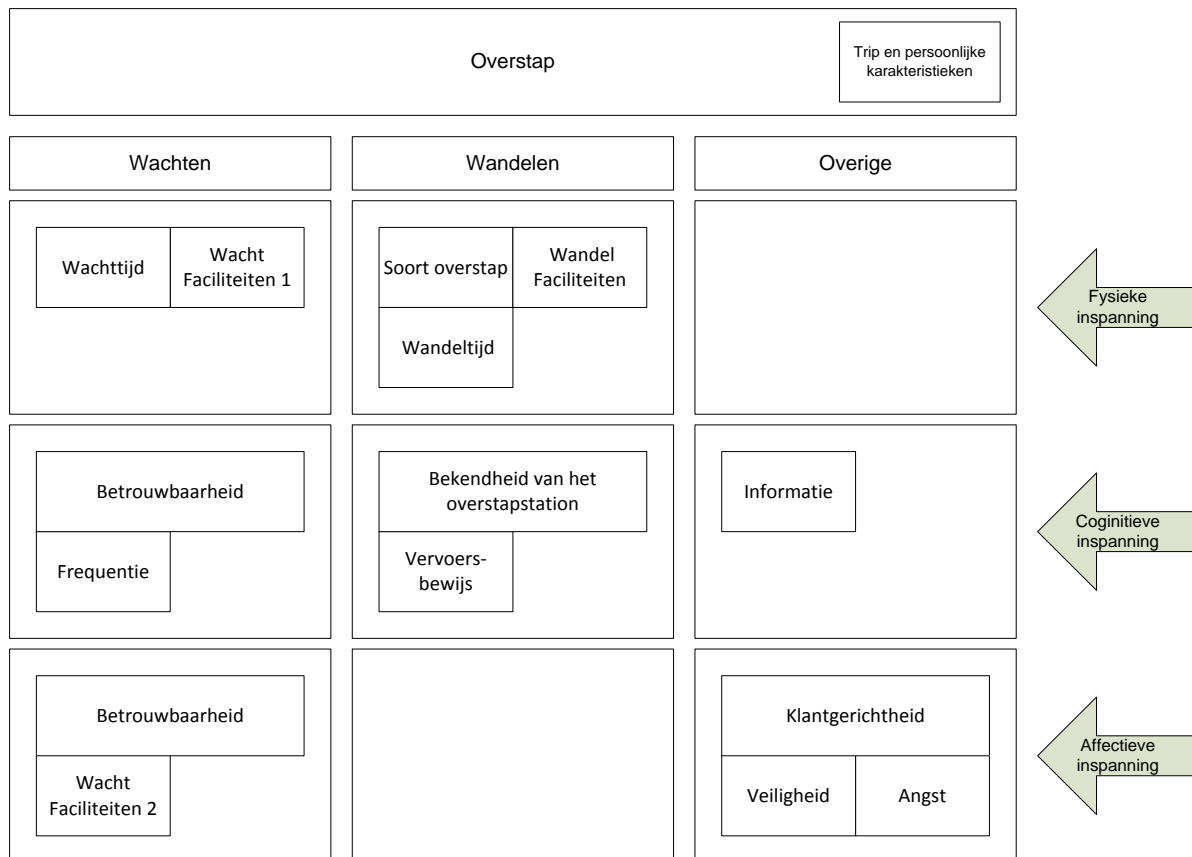 Overstap
Trip en persoonlijke
karakteristieken
Wachten
Wandelen
Overige
Wachttijd
Wacht
Faciliteiten 1
Soort overstap
Wandel
Faciliteiten
Wandeltijd
Fysieke
inspanning
Betrouwbaarheid
Frequentie
Bekendheid van het
overstapstation
Vervoers-
bewijs
Informatie
Coginitieve
inspanning
Betrouwbaarheid
Wacht
Faciliteiten 2
Klantgerichtheid
Veiligheid
Angst
Affectieve
inspanning